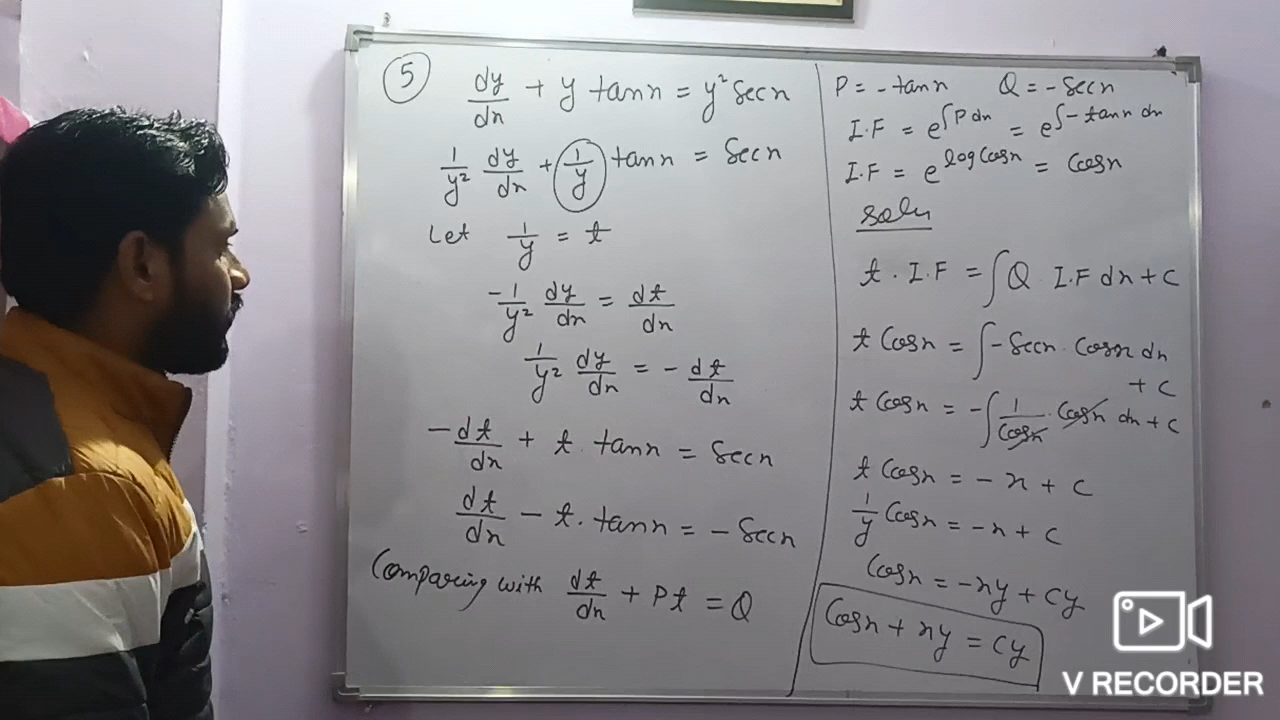 5
dy/dx + y tanx = y² Secx
1/y² dy/dx + 1/y tanx = Secx
Let 1/y = t
-1/y² dy/dx = dt/dx
1/y² dy/dx = - dt/dx
- dt/dx + t. tanx = Secx
dt/dx - t. tanx = - Secx
Comparing with dt/dx + Pt = Q
P = - tanx Q = - Secx
I.F = e^∫P dx = e^∫- tanx dx
I.F = e^log Cosx = Cosx
Soln
t . I.F = ∫Q . I.F dx + C
t Cosx = ∫- Secx. Cosx dx
+ C
t Cosx = -∫ 1/Cosx . Cosx dx + C
t Cosx = - x + C
1/y Cosx = - x + C
Cosx = - xy + Cy
Cosx + xy = Cy
V RECORDER